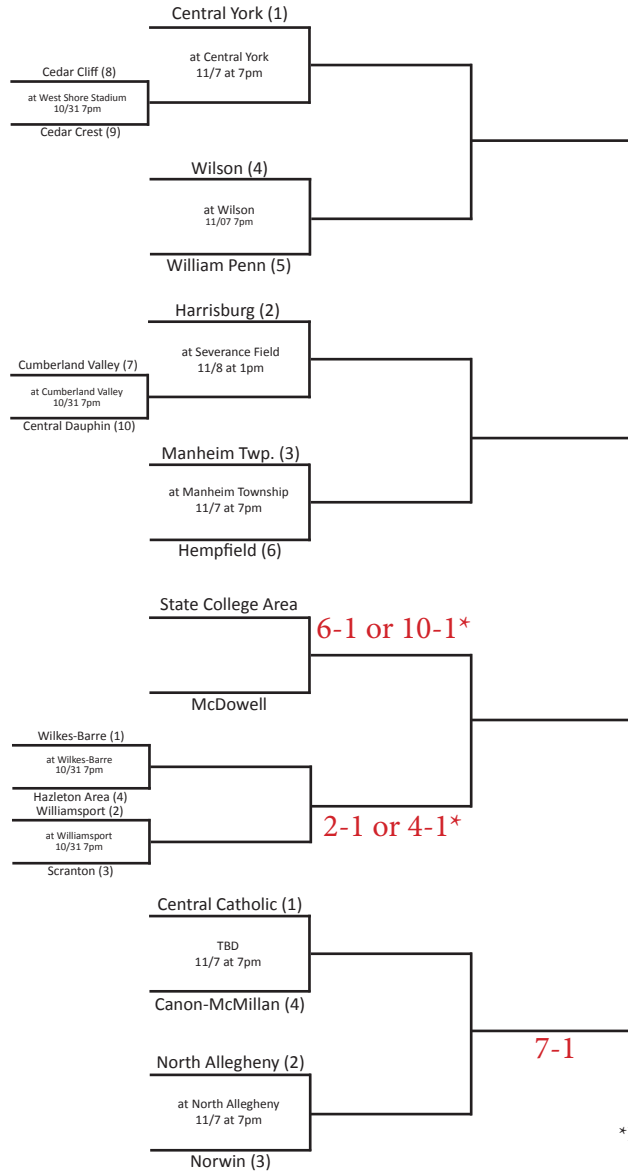 Central York (1)
at Central York
11/7 at 7pm
Cedar Cliff (8)
at West Shore Stadium
10/31 7pm
Cedar Crest (9)
Wilson (4)
at Wilson
11/07 7pm
William Penn (5)
Harrisburg (2)
at Severance Field
11/8 at 1pm
Cumberland Valley (7)
at Cumberland Valley
10/31 7pm
Central Dauphin (10)
Manheim Twp. (3)
at Manheim Township
11/7 at 7pm
Hempfield (6)
State College Area
6-1 or 10-1*
McDowell
Wilkes-Barre (1)
at Wilkes-Barre
10/31 7pm
Hazleton Area (4)
Williamsport (2)
2-1 or 4-1*
at Williamsport
10/31 7pm
Scranton (3)
Central Catholic (1)
TBD
11/7 at 7pm
Canon-McMillan (4)
7-1
North Allegheny (2)
at North Allegheny
11/7 at 7pm
Norwin (3)
*